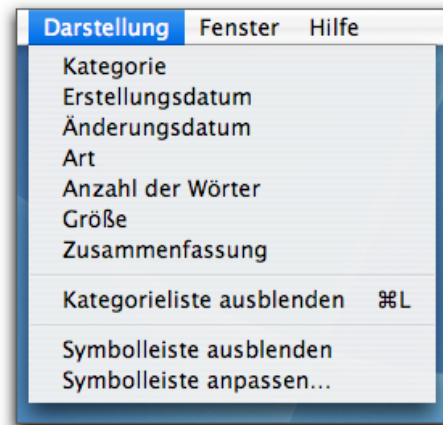 Darstellung Fenster Hilfe
Kategorie
Erstellungsdatum
Änderungsdatum
Art
Anzahl der Wörter
Größe
Zusammenfassung
Kategorieliste ausblenden ⌘L
Symbolleiste ausblenden
Symbolleiste anpassen...